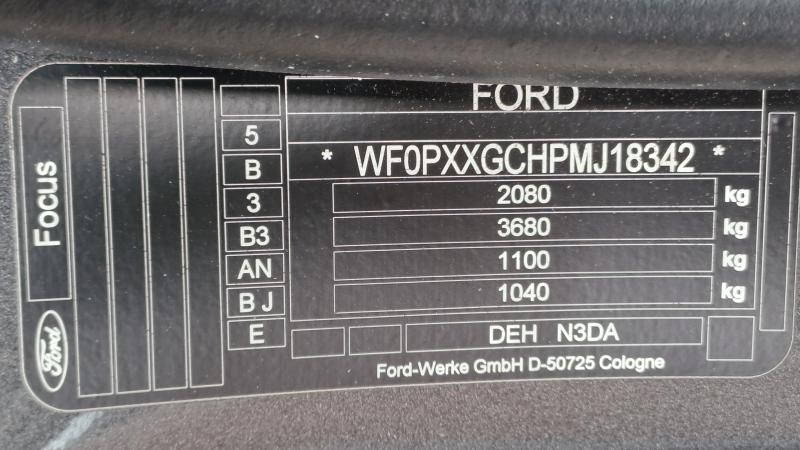 Focus
Ford
5
B
3
B3
AN
B J
E
FORD
* WF0PXXGCHPMJ18342 *
2080 kg
3680 kg
1100 kg
1040 kg
DEH N3DA
Ford-Werke GmbH D-50725 Cologne